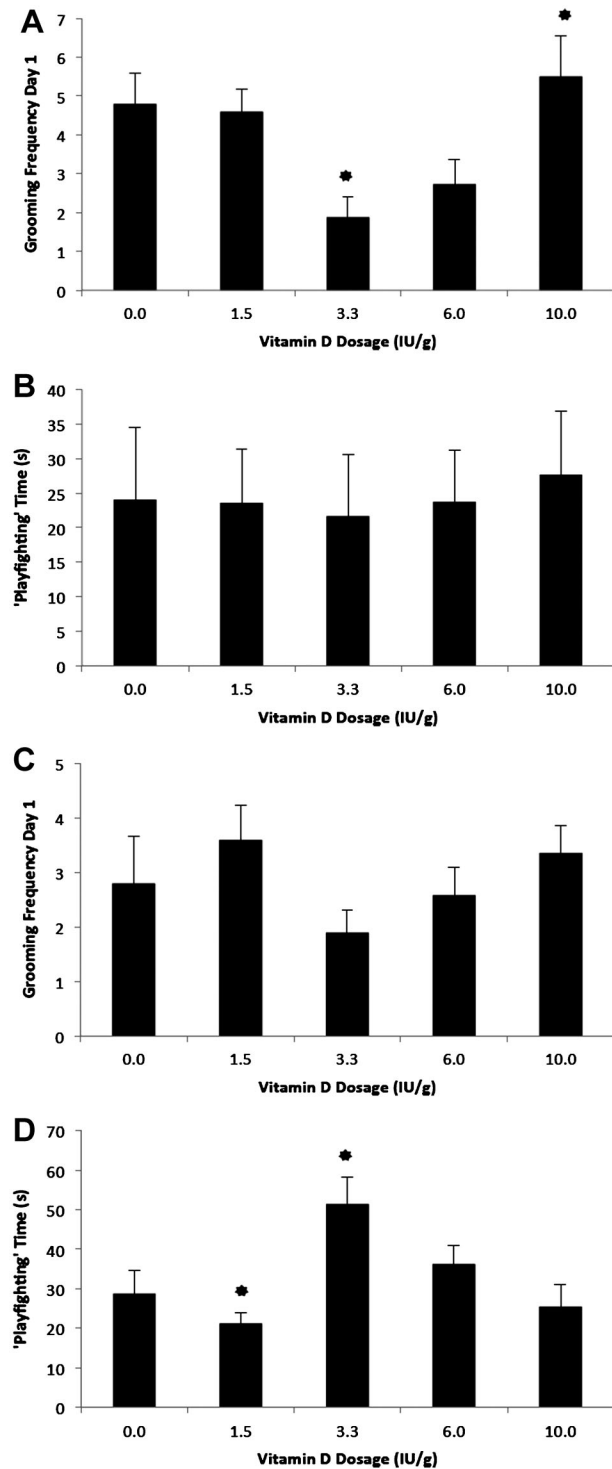 A
Grooming Frequency Day 1
7
6
5
4
3
2
1
0
0.0 1.5 3.3 6.0 10.0
Vitamin D Dosage (IU/g)
B
'Playfighting' Time (s)
40
35
30
25
20
15
10
5
0
0.0 1.5 3.3 6.0 10.0
Vitamin D Dosage (IU/g)
C
Grooming Frequency Day 1
5
4
3
2
1
0
0.0 1.5 3.3 6.0 10.0
Vitamin D Dosage (IU/g)
D
'Playfighting' Time (s)
70
60
50
40
30
20
10
0
0.0 1.5 3.3 6.0 10.0
Vitamin D Dosage (IU/g)